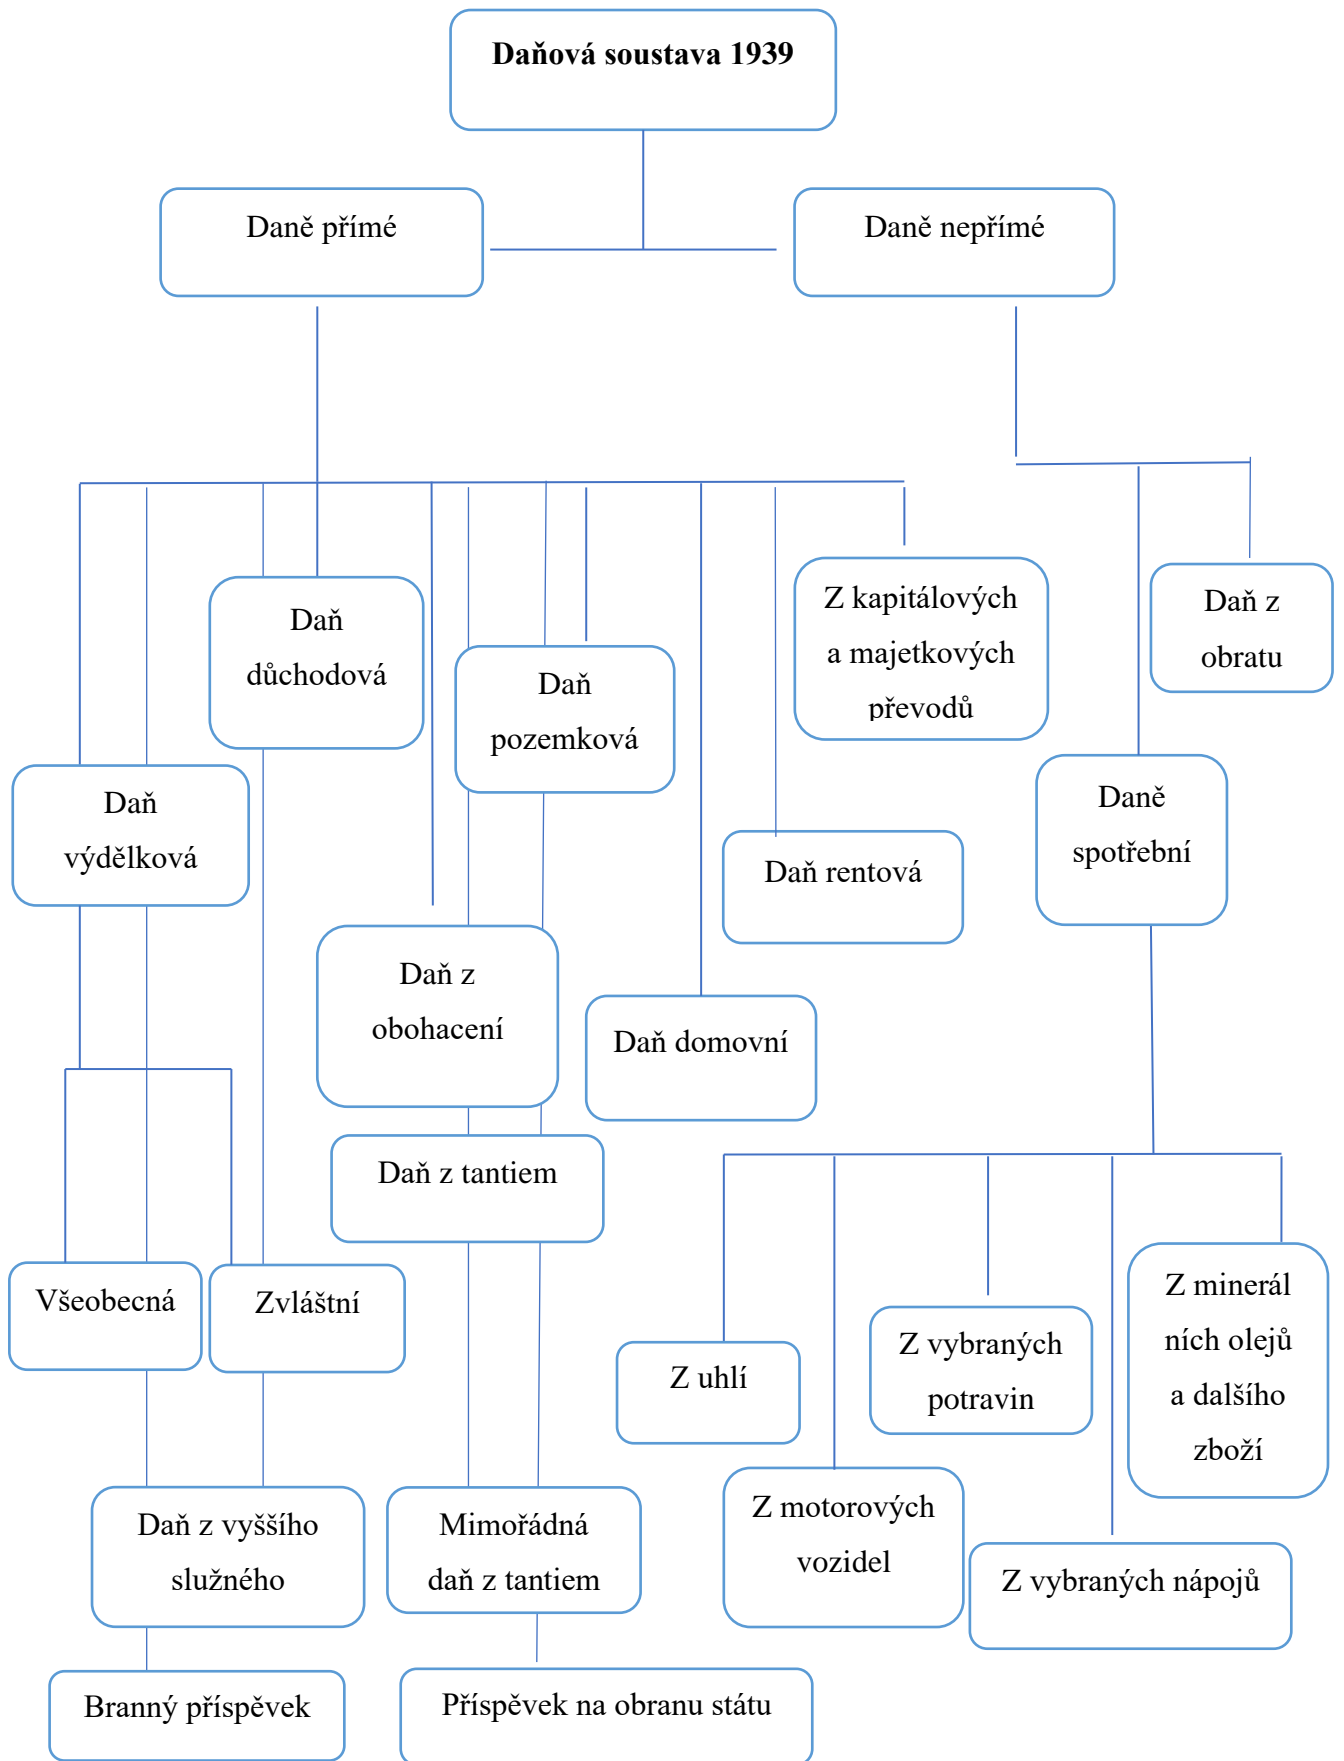 Daňová soustava 1939
Daně přímé
Daně nepřímé
Daň
důchodová
Daň
pozemková
Z kapitálových
a majetkových
převodů
Daň z
obratu
Daň
výdělková
Daň rentová
Daně
spotřební
Daň z
obohacení
Daň domovní
Daň z tantiem
Všeobecná
Zvláštní
Z uhlí
Z vybraných
potravin
Z minerál
ních olejů
a dalšího
zboží
Daň z vyššího
služného
Mimořádná
daň z tantiem
Z motorových
vozidel
Z vybraných nápojů
Branný příspěvek
Příspěvek na obranu státu